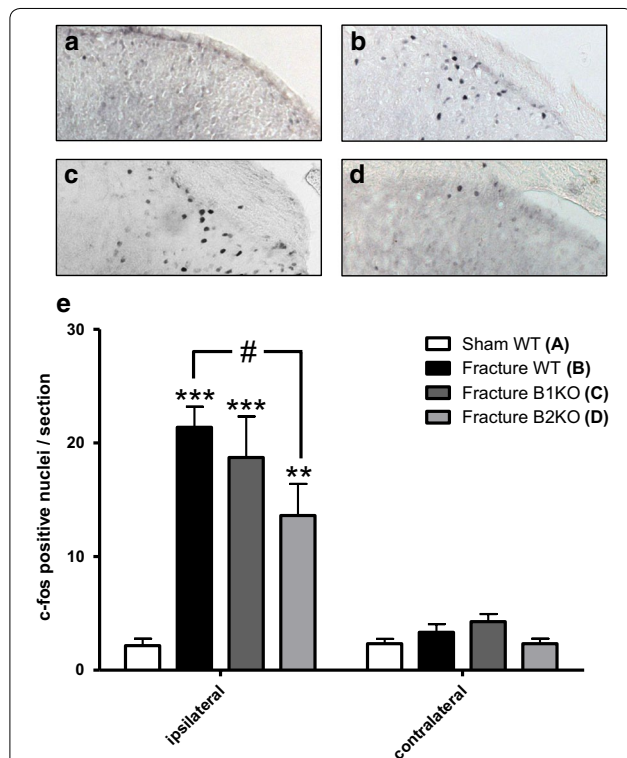 a
b
c
d
e
30
20
10
0
c-fos positive nuclei / section
#
***
***
**
Sham WT (A)
Fracture WT (B)
Fracture B1KO (C)
Fracture B2KO (D)
ipsilateral
contralateral